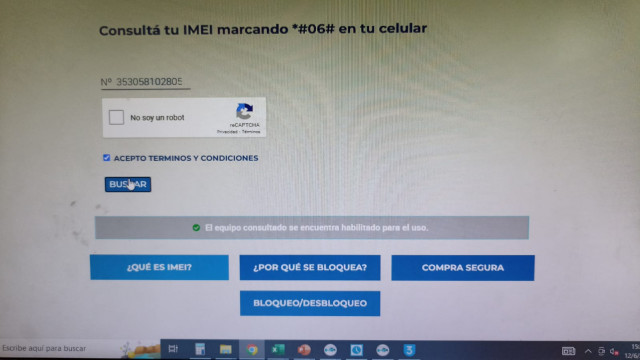 Consultá tu IMEI marcando *#06# en tu celular
Nº 353058102805
No soy un robot
reCAPTCHA
Privacidad - Términos
ACEPTO TERMINOS Y CONDICIONES
BUSCAR
El equipo consultado se encuentra habilitado para el uso.
¿QUÉ ES IMEI?
¿POR QUÉ SE BLOQUEA?
COMPRA SEGURA
BLOQUEO/DESBLOQUEO
Escribe aquí para buscar